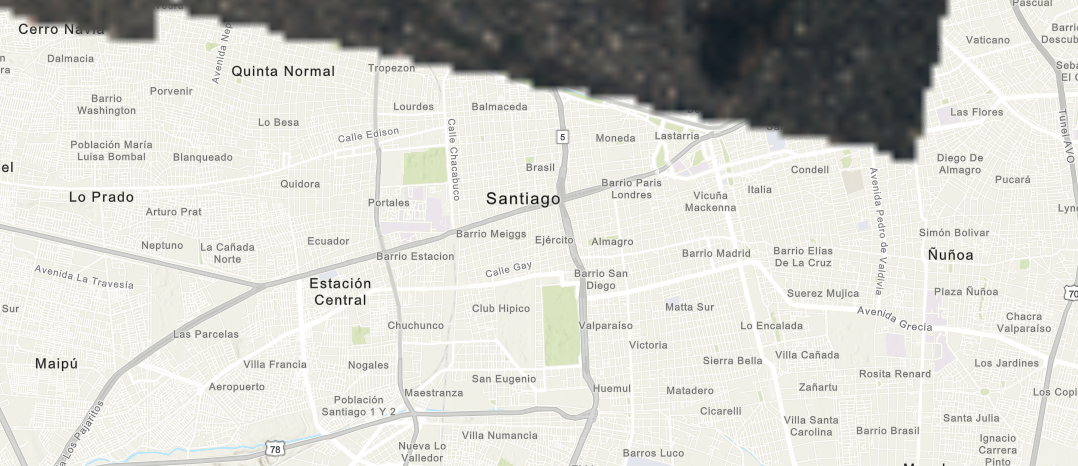 Pascual
Cerro Navia
Avenida Nep
Vaticano
Barri
Descub
Dalmacia
n
ra
Quinta Normal
Tropezon
Seba
El C
Porvenir
Barrio
Washington
Lourdes
Balmaceda
Las Flores
Lo Besa
Calle Edison
Calle Chacabuco
5
Moneda
Lastarria
Túnel AVO
Población María
Luisa Bombal
Blanqueado
el
Brasil
Condell
Diego De
Almagro
Pucará
Quidora
Barrio Paris
Londres
Italia
Avenida Pedro de Valdivia
Lo Prado
Portales
Santiago
Vicuña
Mackenna
Arturo Prat
Lyn
Neptuno
La Cañada
Norte
Ecuador
Barrio Meiggs
Ejército
Almagro
Simón Bolivar
Barrio Estacion
Barrio Madrid
Barrio Elías
De La Cruz
Ñuñoa
Avenida La Travesía
Calle Gay
Barrio San
Diego
Estación
Central
Suerez Mujica
Plaza Ñuñoa
70
Sur
Club Hipico
Matta Sur
Avenida Grecia
Chacra
Valparaíso
Las Parcelas
Chuchunco
Valparaíso
Lo Encalada
Victoria
Maipú
Villa Francia
Nogales
Sierra Bella
Villa Cañada
Los Jardines
Aeropuerto
San Eugenio
Rosita Renard
Huemul
Matadero
Zañartu
Los Copi
Población
Santiago 1 Y 2
Maestranza
Cicarelli
Villa Santa
Carolina
Santa Julia
a Los Pajaritos
78
Villa Numancia
Barrio Brasil
Ignacio
Carrera
Pinto
Nueva Lo
Valledor
Barros Luco